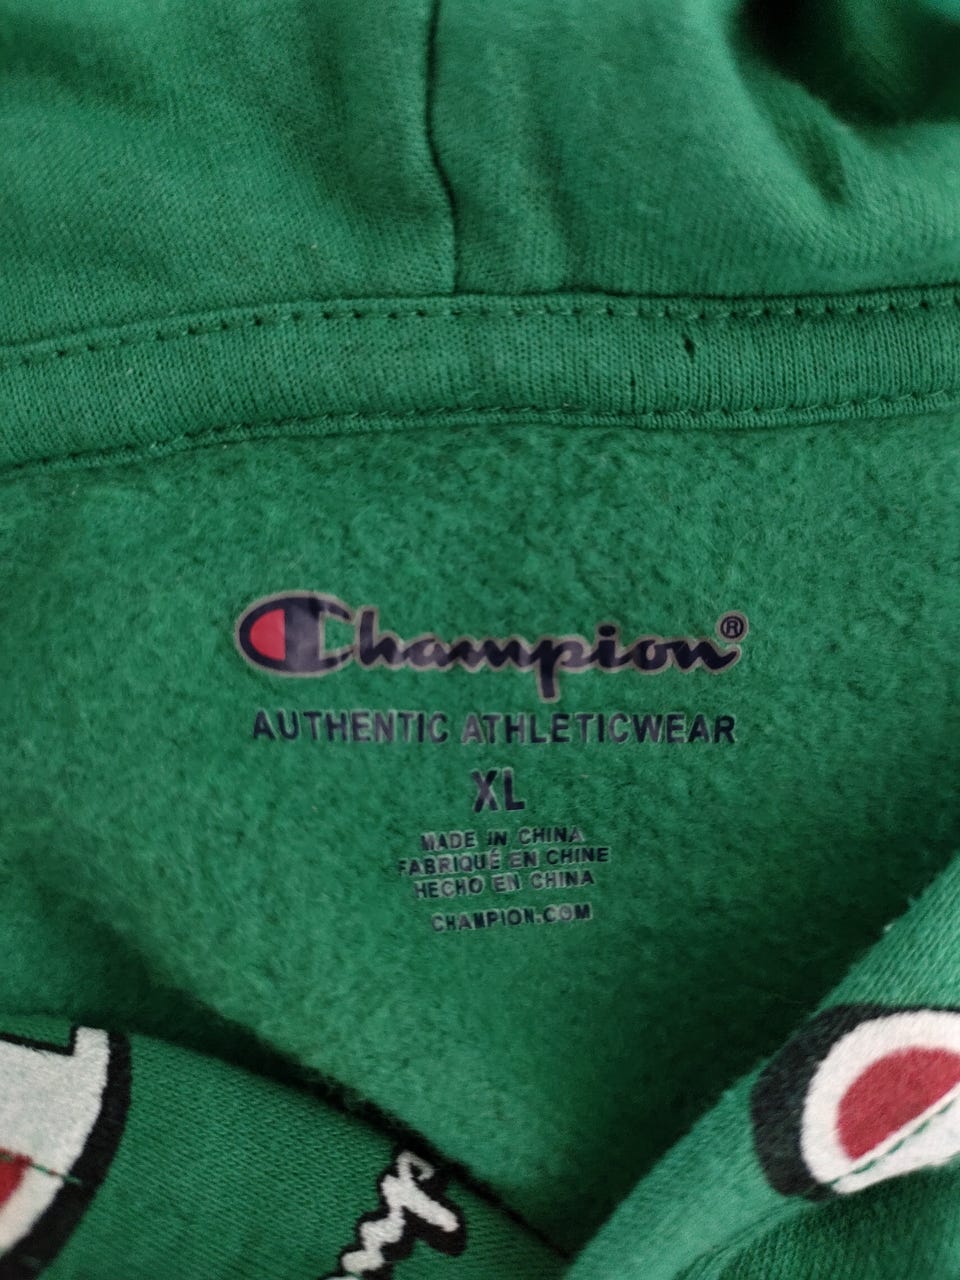 Champion®
AUTHENTIC ATHLETICWEAR
XL
MADE IN CHINA
FABRIQUÉ EN CHINE
HECHO EN CHINA
CHAMPION.COM